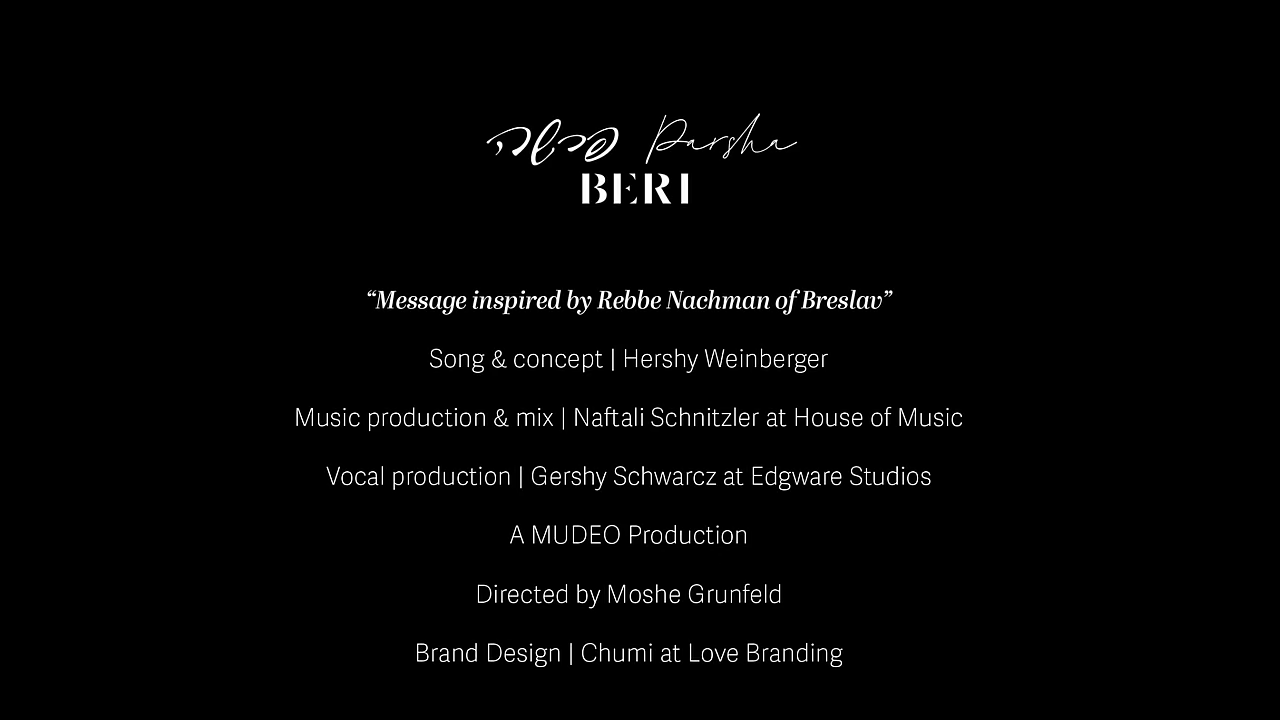 פרשה Parsha
BERI
“Message inspired by Rebbe Nachman of Breslav”
Song & concept | Hershy Weinberger
Music production & mix | Naftali Schnitzler at House of Music
Vocal production | Gershy Schwarcz at Edgware Studios
A MUDEO Production
Directed by Moshe Grunfeld
Brand Design | Chumi at Love Branding